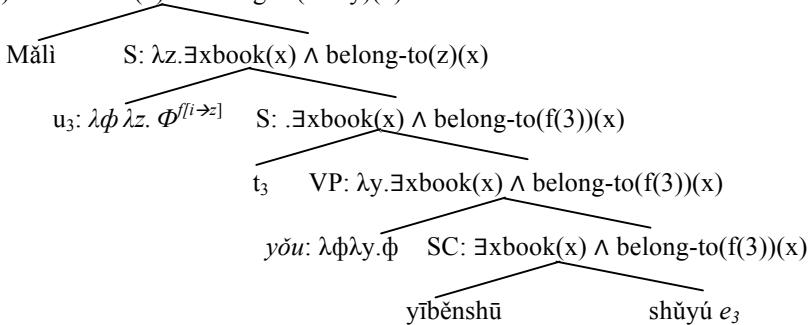 Mǎlì S: λz.∃xbook(x) ∧ belong-to(z)(x)
u₃: λϕ λz. Φ^f[i→z] S: .∃xbook(x) ∧ belong-to(f(3))(x)
t₃ VP: λy.∃xbook(x) ∧ belong-to(f(3))(x)
yǒu: λфλy.ф SC: ∃xbook(x) ∧ belong-to(f(3))(x)
yīběnshū shǔyú e₃